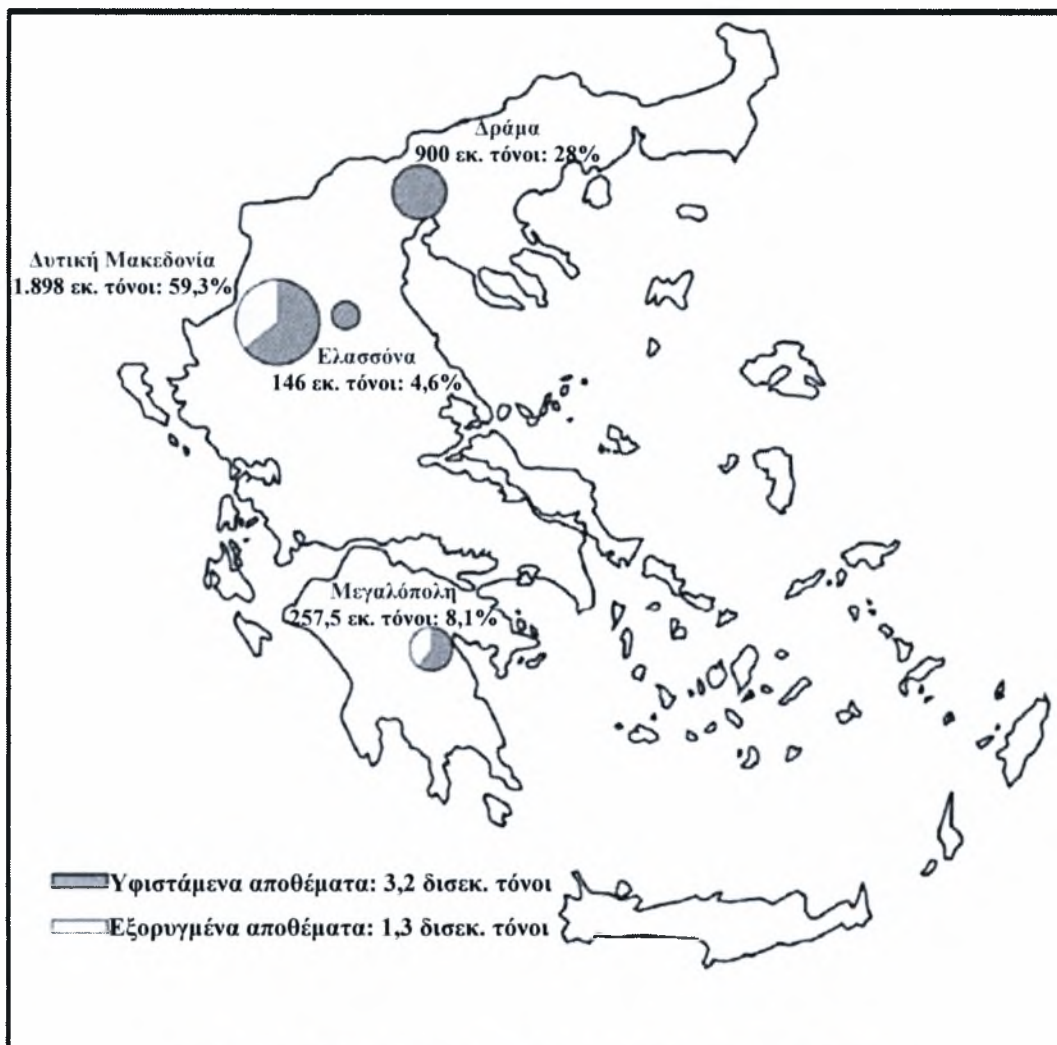 Δράμα
900 εκ. τόνοι: 28%
Δυτική Μακεδονία
1.898 εκ. τόνοι: 59,3%
Ελασσόνα
146 εκ. τόνοι: 4,6%
Μεγαλόπολη
257,5 εκ. τόνοι: 8,1%
Υφιστάμενα αποθέματα: 3,2 δισεκ. τόνοι
Εξορυγμένα αποθέματα: 1,3 δισεκ. τόνοι